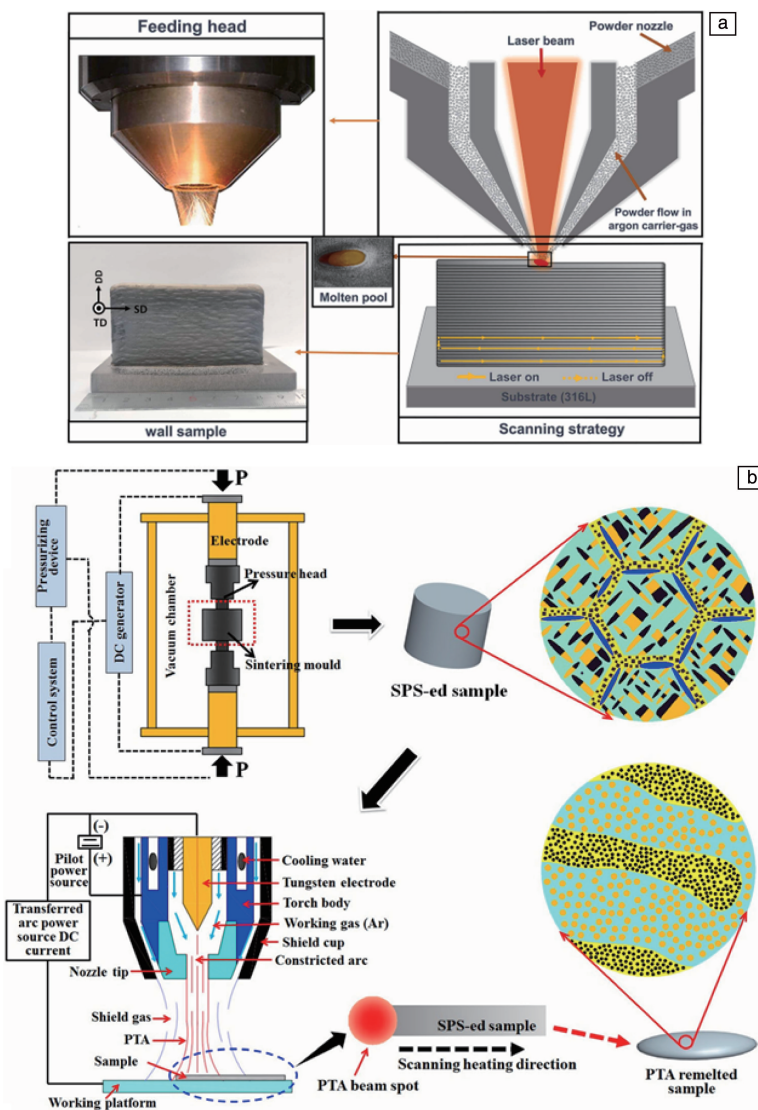 a
Feeding head
Powder nozzle
Laser beam
Powder flow in
argon carrier-gas
Molten pool
DD
SD
TD
Laser on
Laser off
Substrate (316L)
wall sample
Scanning strategy
b
P
Electrode
Pressurizing
device
Pressure head
DC generator
Vacuum chamber
Control system
Sintering mould
P
SPS-ed sample
(-)
(+)
Pilot
power
source
Transferred
arc power
source DC
current
Cooling water
Tungsten electrode
Torch body
Working gas (Ar)
Shield cup
Constricted arc
Nozzle tip
Shield gas
PTA
Sample
Working platform
SPS-ed sample
Scanning heating direction
PTA beam spot
PTA remelted
sample